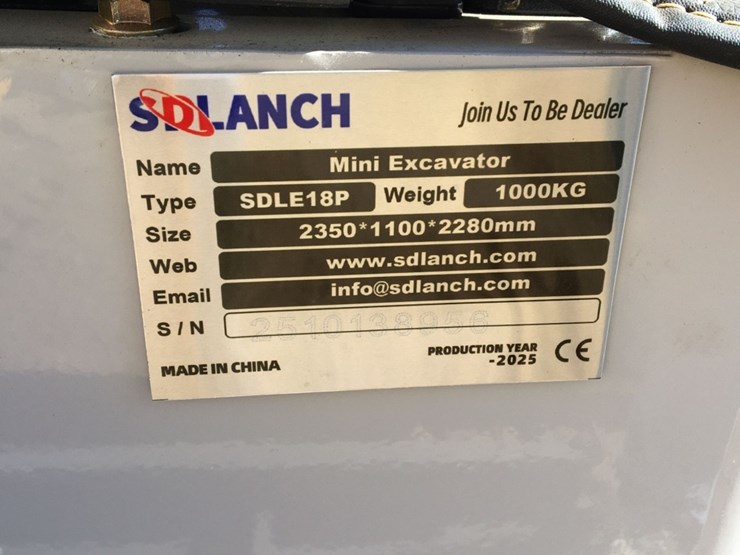 SDLANCH
Join Us To Be Dealer
Name Mini Excavator
Type SDLE18P Weight 1000KG
Size 2350*1100*2280mm
Web www.sdlanch.com
Email info@sdlanch.com
S/N 2510138956
MADE IN CHINA
PRODUCTION YEAR
-2025 CE